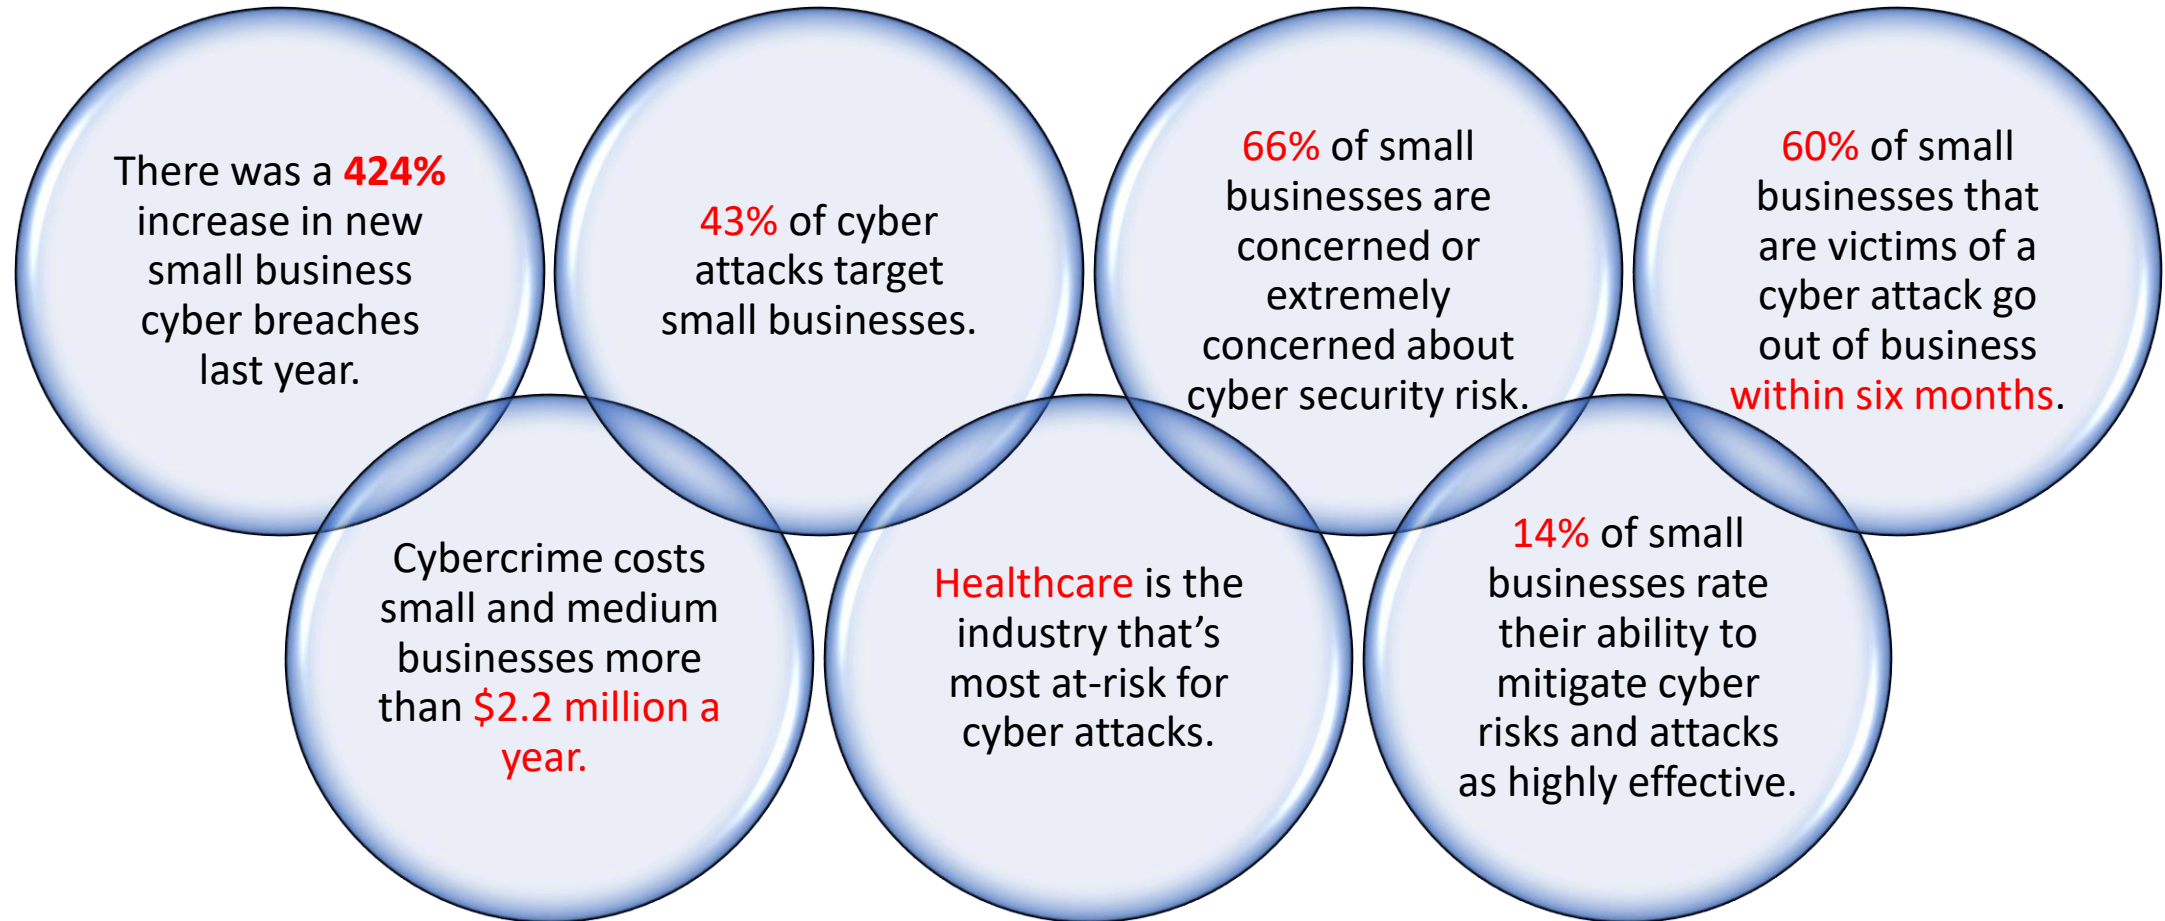 There was a 424%
increase in new
small business
cyber breaches
last year.
43% of cyber
attacks target
small businesses.
66% of small
businesses are
concerned or
extremely
concerned about
cyber security risk.
60% of small
businesses that
are victims of a
cyber attack go
out of business
within six months.
Cybercrime costs
small and medium
businesses more
than $2.2 million a
year.
Healthcare is the
industry that’s
most at-risk for
cyber attacks.
14% of small
businesses rate
their ability to
mitigate cyber
risks and attacks
as highly effective.